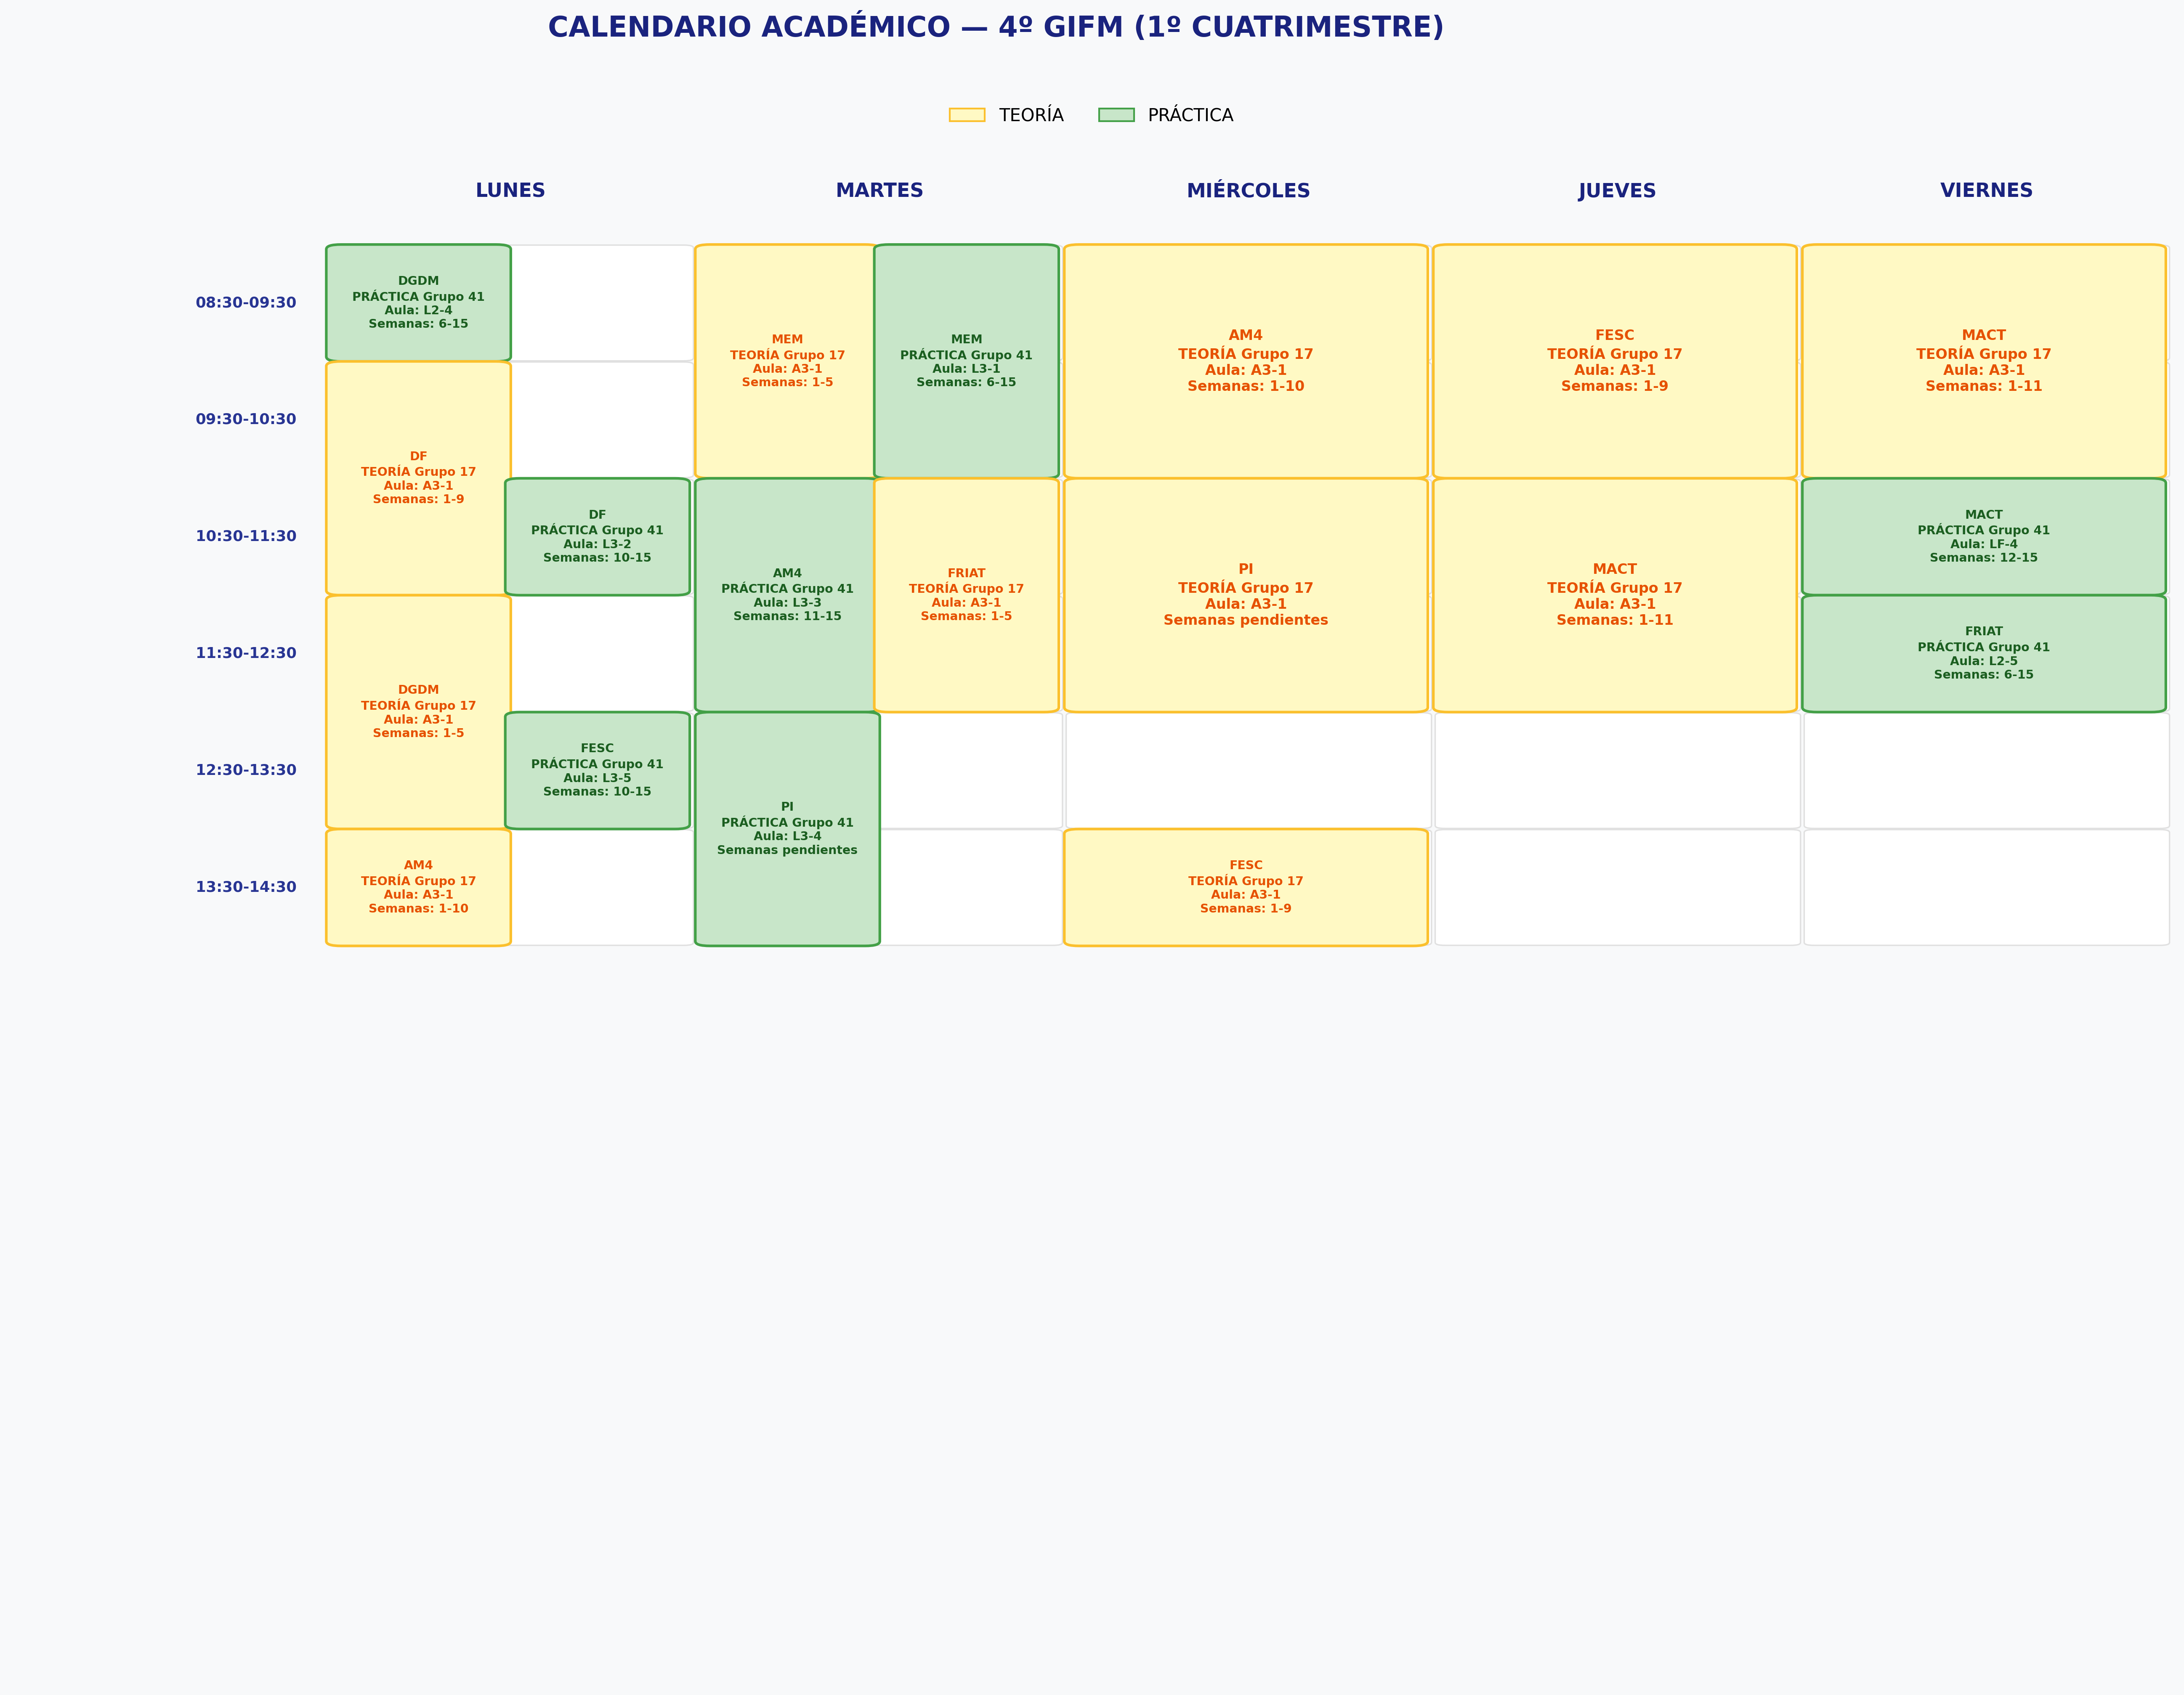 CALENDARIO ACADÉMICO — 4º GIFM (1º CUATRIMESTRE)
TEORÍA
PRÁCTICA
LUNES
MARTES
MIÉRCOLES
JUEVES
VIERNES
08:30-09:30
DGDM
PRÁCTICA Grupo 41
Aula: L2-4
Semanas: 6-15
MEM
TEORÍA Grupo 17
Aula: A3-1
Semanas: 1-5
MEM
PRÁCTICA Grupo 41
Aula: L3-1
Semanas: 6-15
AM4
TEORÍA Grupo 17
Aula: A3-1
Semanas: 1-10
FESC
TEORÍA Grupo 17
Aula: A3-1
Semanas: 1-9
MACT
TEORÍA Grupo 17
Aula: A3-1
Semanas: 1-11
09:30-10:30
DF
TEORÍA Grupo 17
Aula: A3-1
Semanas: 1-9
10:30-11:30
DF
PRÁCTICA Grupo 41
Aula: L3-2
Semanas: 10-15
AM4
PRÁCTICA Grupo 41
Aula: L3-3
Semanas: 11-15
FRIAT
TEORÍA Grupo 17
Aula: A3-1
Semanas: 1-5
PI
TEORÍA Grupo 17
Aula: A3-1
Semanas pendientes
MACT
TEORÍA Grupo 17
Aula: A3-1
Semanas: 1-11
MACT
PRÁCTICA Grupo 41
Aula: LF-4
Semanas: 12-15
11:30-12:30
DGDM
TEORÍA Grupo 17
Aula: A3-1
Semanas: 1-5
FRIAT
PRÁCTICA Grupo 41
Aula: L2-5
Semanas: 6-15
12:30-13:30
FESC
PRÁCTICA Grupo 41
Aula: L3-5
Semanas: 10-15
PI
PRÁCTICA Grupo 41
Aula: L3-4
Semanas pendientes
13:30-14:30
AM4
TEORÍA Grupo 17
Aula: A3-1
Semanas: 1-10
FESC
TEORÍA Grupo 17
Aula: A3-1
Semanas: 1-9